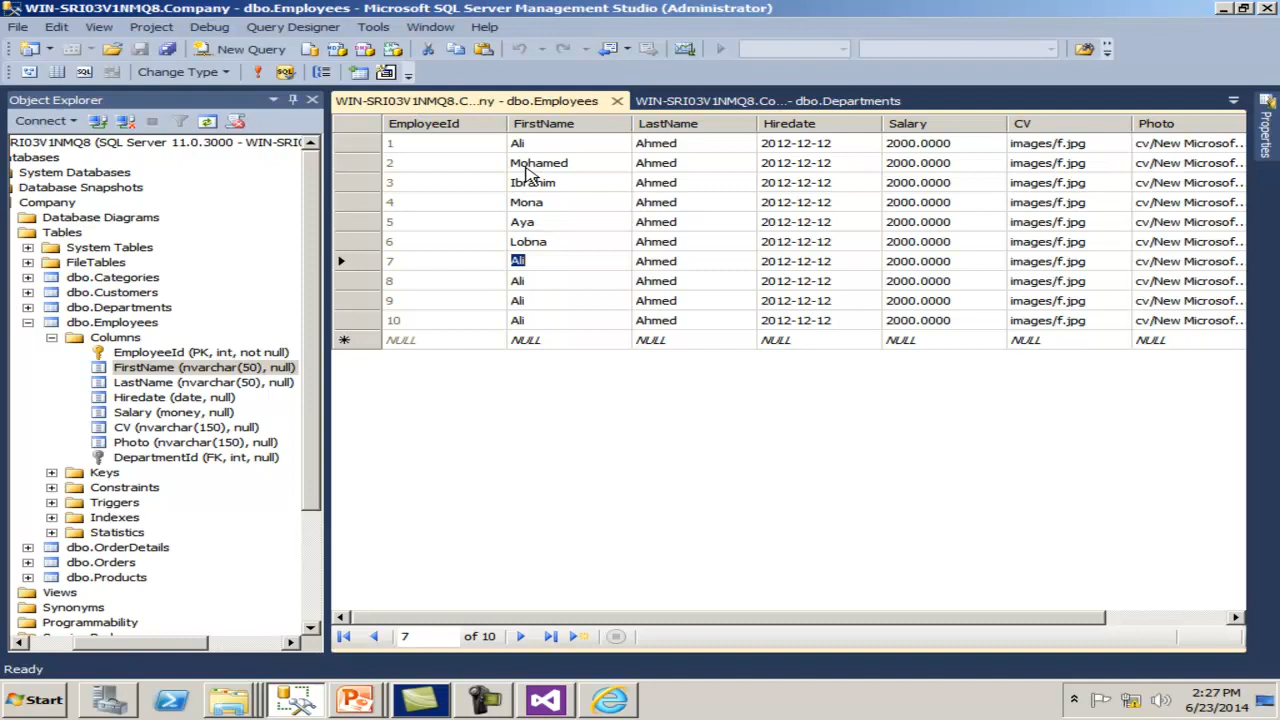 WIN-SRI03V1NMQ8.Company - dbo.Employees - Microsoft SQL Server Management Studio (Administrator)
File Edit View Project Debug Query Designer Tools Window Help
New Query
Change Type
Object Explorer
WIN-SRI03V1NMQ8.C...ny - dbo.Employees
WIN-SRI03V1NMQ8.Co...- dbo.Departments
Properties
Connect
SRI03V1NMQ8 (SQL Server 11.0.3000 - WIN-SRI
atabases
System Databases
Database Snapshots
Company
Database Diagrams
Tables
System Tables
FileTables
dbo.Categories
dbo.Customers
dbo.Departments
dbo.Employees
Columns
EmployeeId (PK, int, not null)
FirstName (nvarchar(50), null)
LastName (nvarchar(50), null)
Hiredate (date, null)
Salary (money, null)
CV (nvarchar(150), null)
Photo (nvarchar(150), null)
DepartmentId (FK, int, null)
Keys
Constraints
Triggers
Indexes
Statistics
dbo.OrderDetails
dbo.Orders
dbo.Products
Views
Synonyms
Programmability
EmployeeId FirstName LastName Hiredate Salary CV Photo
1 Ali Ahmed 2012-12-12 2000.0000 images/f.jpg cv/New Microsof...
2 Mohamed Ahmed 2012-12-12 2000.0000 images/f.jpg cv/New Microsof...
3 Ibrahim Ahmed 2012-12-12 2000.0000 images/f.jpg cv/New Microsof...
4 Mona Ahmed 2012-12-12 2000.0000 images/f.jpg cv/New Microsof...
5 Aya Ahmed 2012-12-12 2000.0000 images/f.jpg cv/New Microsof...
6 Lobna Ahmed 2012-12-12 2000.0000 images/f.jpg cv/New Microsof...
7 Ali Ahmed 2012-12-12 2000.0000 images/f.jpg cv/New Microsof...
8 Ali Ahmed 2012-12-12 2000.0000 images/f.jpg cv/New Microsof...
9 Ali Ahmed 2012-12-12 2000.0000 images/f.jpg cv/New Microsof...
10 Ali Ahmed 2012-12-12 2000.0000 images/f.jpg cv/New Microsof...
NULL NULL NULL NULL NULL NULL NULL
7 of 10
Ready
Start
2:27 PM
6/23/2014